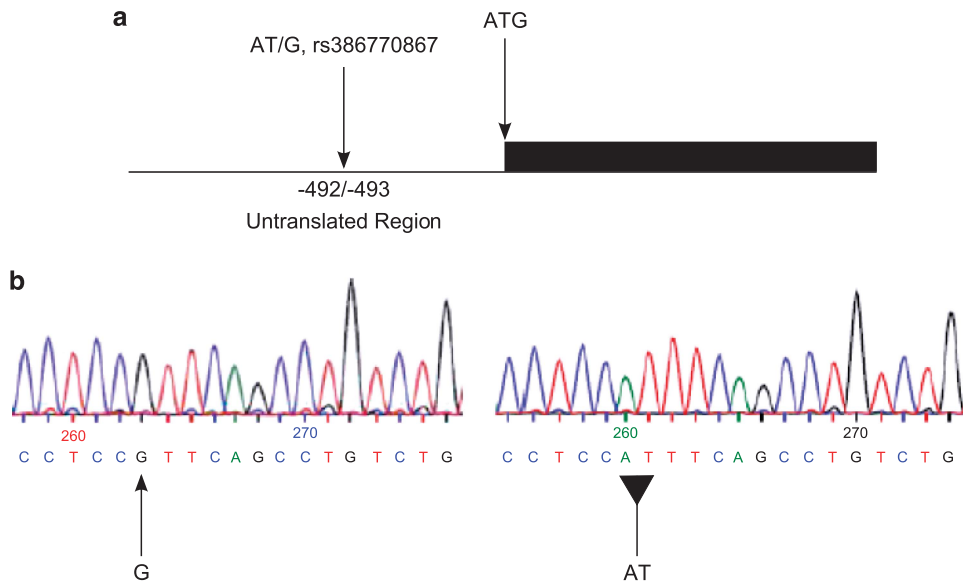 a
ATG
AT/G, rs386770867
-492/-493
Untranslated Region
b
260 270
C C T C C G T T C A G C C T G T C T G
G
260 270
C C T C C A T T T C A G C C T G T C T G
AT